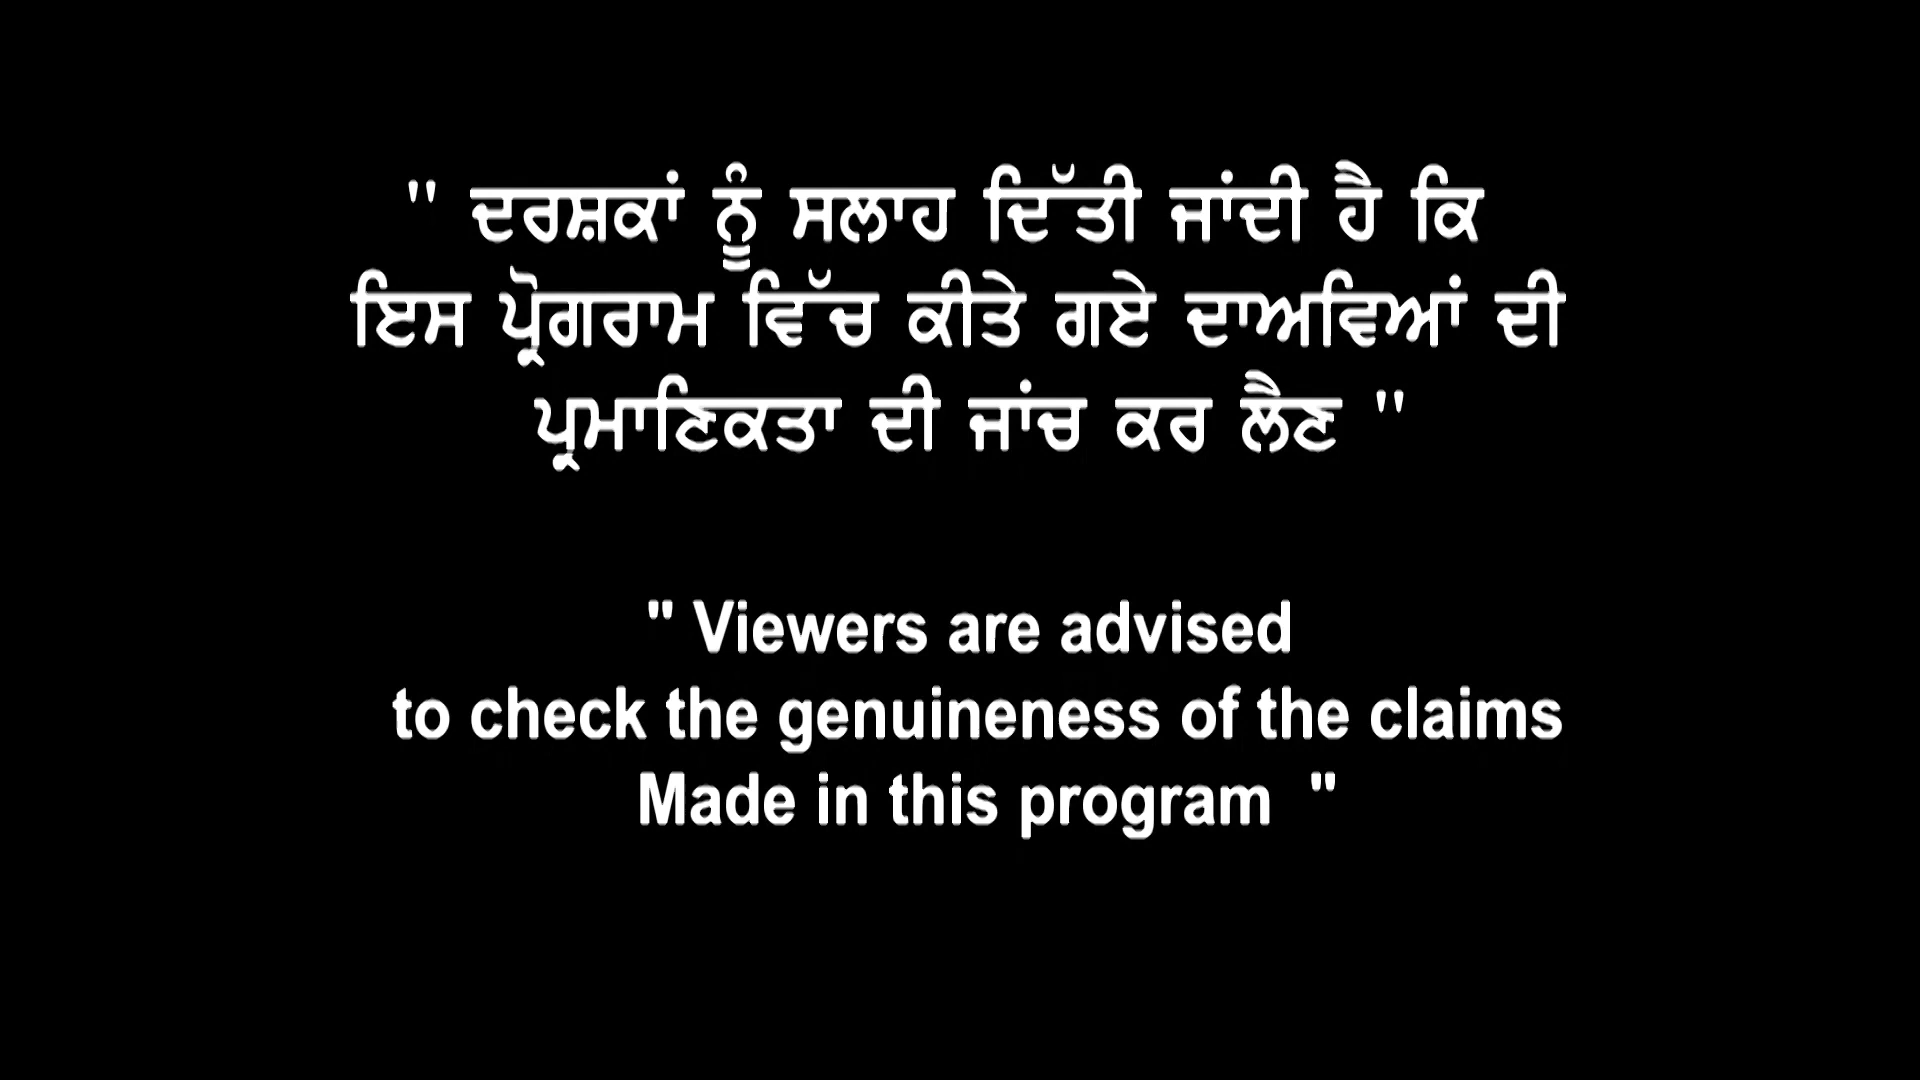 " ਦਰਸ਼ਕਾਂ ਨੂੰ ਸਲਾਹ ਦਿੱਤੀ ਜਾਂਦੀ ਹੈ ਕਿ
ਇਸ ਪ੍ਰੋਗਰਾਮ ਵਿੱਚ ਕੀਤੇ ਗਏ ਦਾਅਵਿਆਂ ਦੀ
ਪ੍ਰਮਾਣਿਕਤਾ ਦੀ ਜਾਂਚ ਕਰ ਲੈਣ "
" Viewers are advised
to check the genuineness of the claims
Made in this program "